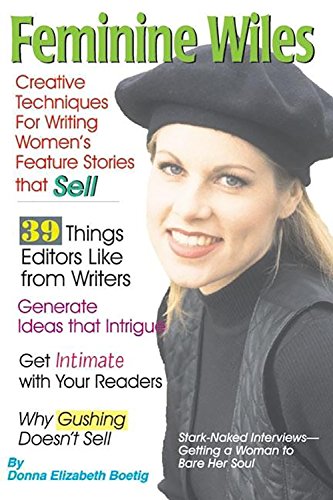 Feminine Wiles
Creative
Techniques
For Writing
Women's
Feature Stories
that Sell
39 Things
Editors Like
from Writers
Generate
Ideas that Intrigue
Get Intimate
with Your Readers
Why Gushing
Doesn't Sell
Stark-Naked Interviews—
Getting a Woman to
Bare Her Soul
By
Donna Elizabeth Boetig